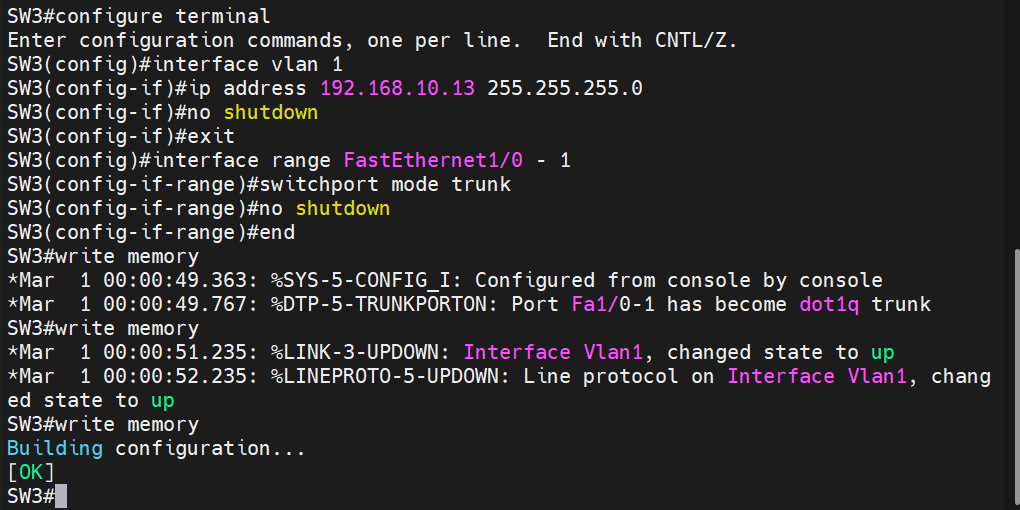 SW3#configure terminal
Enter configuration commands, one per line.  End with CNTL/Z.
SW3(config)#interface vlan 1
SW3(config-if)#ip address 192.168.10.13 255.255.255.0
SW3(config-if)#no shutdown
SW3(config-if)#exit
SW3(config)#interface range FastEthernet1/0 - 1
SW3(config-if-range)#switchport mode trunk
SW3(config-if-range)#no shutdown
SW3(config-if-range)#end
SW3#write memory
*Mar  1 00:00:49.363: %SYS-5-CONFIG_I: Configured from console by console
*Mar  1 00:00:49.767: %DTP-5-TRUNKPORTON: Port Fa1/0-1 has become dot1q trunk
SW3#write memory
*Mar  1 00:00:51.235: %LINK-3-UPDOWN: Interface Vlan1, changed state to up
*Mar  1 00:00:52.235: %LINEPROTO-5-UPDOWN: Line protocol on Interface Vlan1, chang
ed state to up
SW3#write memory
Building configuration...
[OK]
SW3#